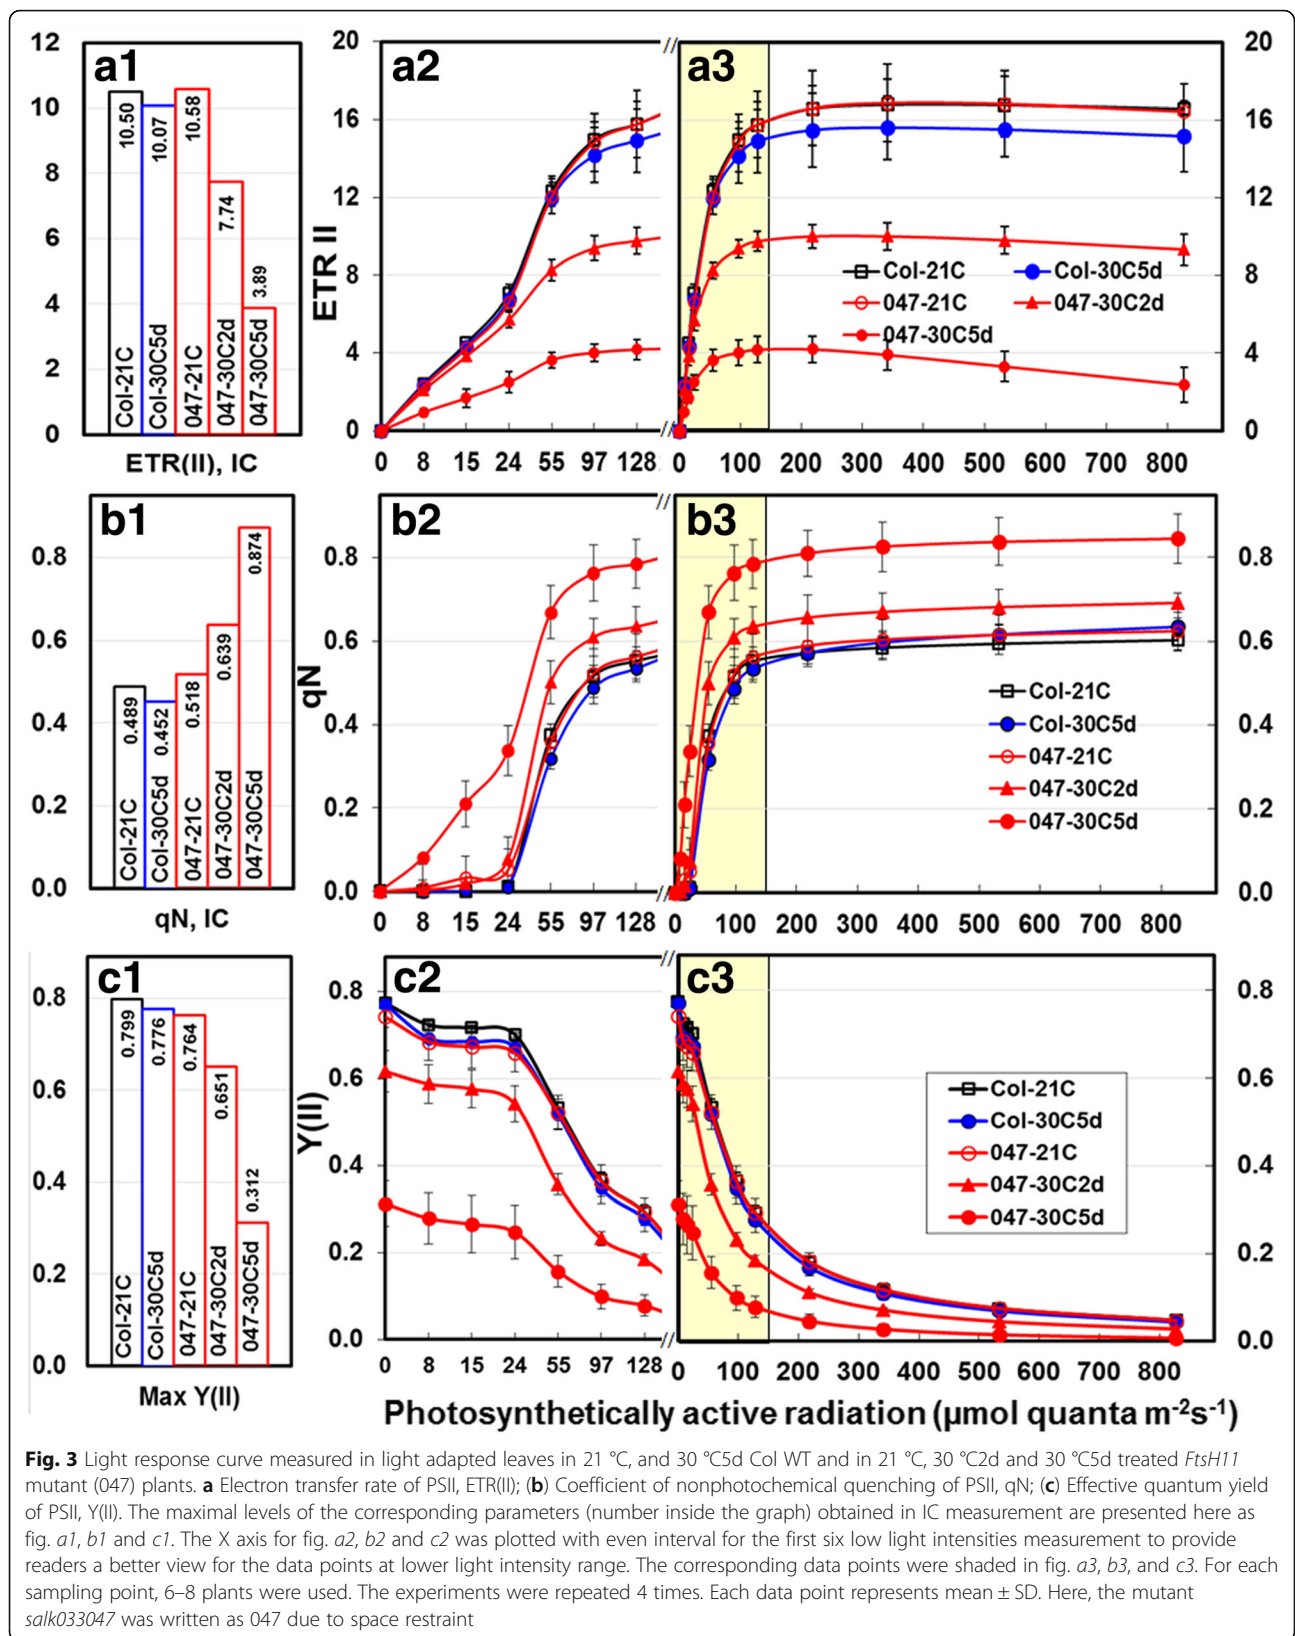 a1
12
10
8
6
4
2
0
10.50
10.07
10.58
7.74
3.89
Col-21C
Col-30C5d
047-21C
047-30C2d
047-30C5d
ETR(II), IC
a2
a3
20
16
12
8
4
0
ETR II
//
//
20
16
12
8
4
0
Col-21C
Col-30C5d
047-21C
047-30C2d
047-30C5d
0 8 15 24 55 97 128
0 100 200 300 400 500 600 700 800
b1
0.8
0.6
0.4
0.2
0.0
0.489
0.452
0.518
0.639
0.874
Col-21C
Col-30C5d
047-21C
047-30C2d
047-30C5d
qN, IC
b2
b3
qN
0.8
0.6
0.4
0.2
0.0
//
//
0.8
0.6
0.4
0.2
0.0
Col-21C
Col-30C5d
047-21C
047-30C2d
047-30C5d
0 8 15 24 55 97 128
0 100 200 300 400 500 600 700 800
c1
0.8
0.6
0.4
0.2
0.0
0.799
0.776
0.764
0.651
0.312
Col-21C
Col-30C5d
047-21C
047-30C2d
047-30C5d
Max Y(II)
c2
c3
Y(II)
0.8
0.6
0.4
0.2
0.0
//
//
0.8
0.6
0.4
0.2
0.0
Col-21C
Col-30C5d
047-21C
047-30C2d
047-30C5d
0 8 15 24 55 97 128
0 100 200 300 400 500 600 700 800
Photosynthetically active radiation (µmol quanta m-2s-1)
Fig. 3 Light response curve measured in light adapted leaves in 21 °C, and 30 °C5d Col WT and in 21 °C, 30 °C2d and 30 °C5d treated FtsH11
mutant (047) plants. a Electron transfer rate of PSII, ETR(II); (b) Coefficient of nonphotochemical quenching of PSII, qN; (c) Effective quantum yield
of PSII, Y(II). The maximal levels of the corresponding parameters (number inside the graph) obtained in IC measurement are presented here as
fig. a1, b1 and c1. The X axis for fig. a2, b2 and c2 was plotted with even interval for the first six low light intensities measurement to provide
readers a better view for the data points at lower light intensity range. The corresponding data points were shaded in fig. a3, b3, and c3. For each
sampling point, 6–8 plants were used. The experiments were repeated 4 times. Each data point represents mean ± SD. Here, the mutant
salk033047 was written as 047 due to space restraint